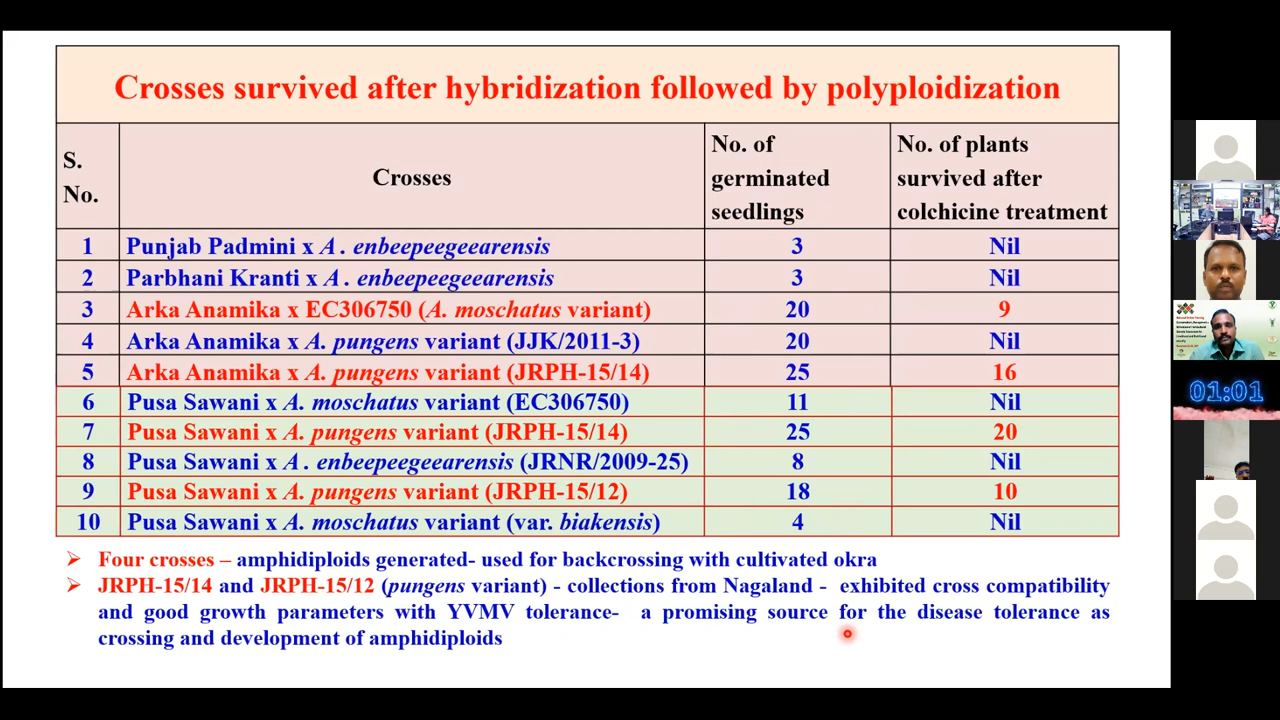 Crosses survived after hybridization followed by polyploidization
S. No. Crosses No. of germinated seedlings No. of plants survived after colchicine treatment
1 Punjab Padmini x A . enbeepeegeearensis 3 Nil
2 Parbhani Kranti x A . enbeepeegeearensis 3 Nil
3 Arka Anamika x EC306750 (A. moschatus variant) 20 9
4 Arka Anamika x A. pungens variant (JJK/2011-3) 20 Nil
5 Arka Anamika x A. pungens variant (JRPH-15/14) 25 16
6 Pusa Sawani x A. moschatus variant (EC306750) 11 Nil
7 Pusa Sawani x A. pungens variant (JRPH-15/14) 25 20
8 Pusa Sawani x A . enbeepeegeearensis (JRNR/2009-25) 8 Nil
9 Pusa Sawani x A. pungens variant (JRPH-15/12) 18 10
10 Pusa Sawani x A. moschatus variant (var. biakensis) 4 Nil
➢ Four crosses – amphidiploids generated- used for backcrossing with cultivated okra
➢ JRPH-15/14 and JRPH-15/12 (pungens variant) - collections from Nagaland - exhibited cross compatibility
and good growth parameters with YVMV tolerance- a promising source for the disease tolerance as
crossing and development of amphidiploids
01:01